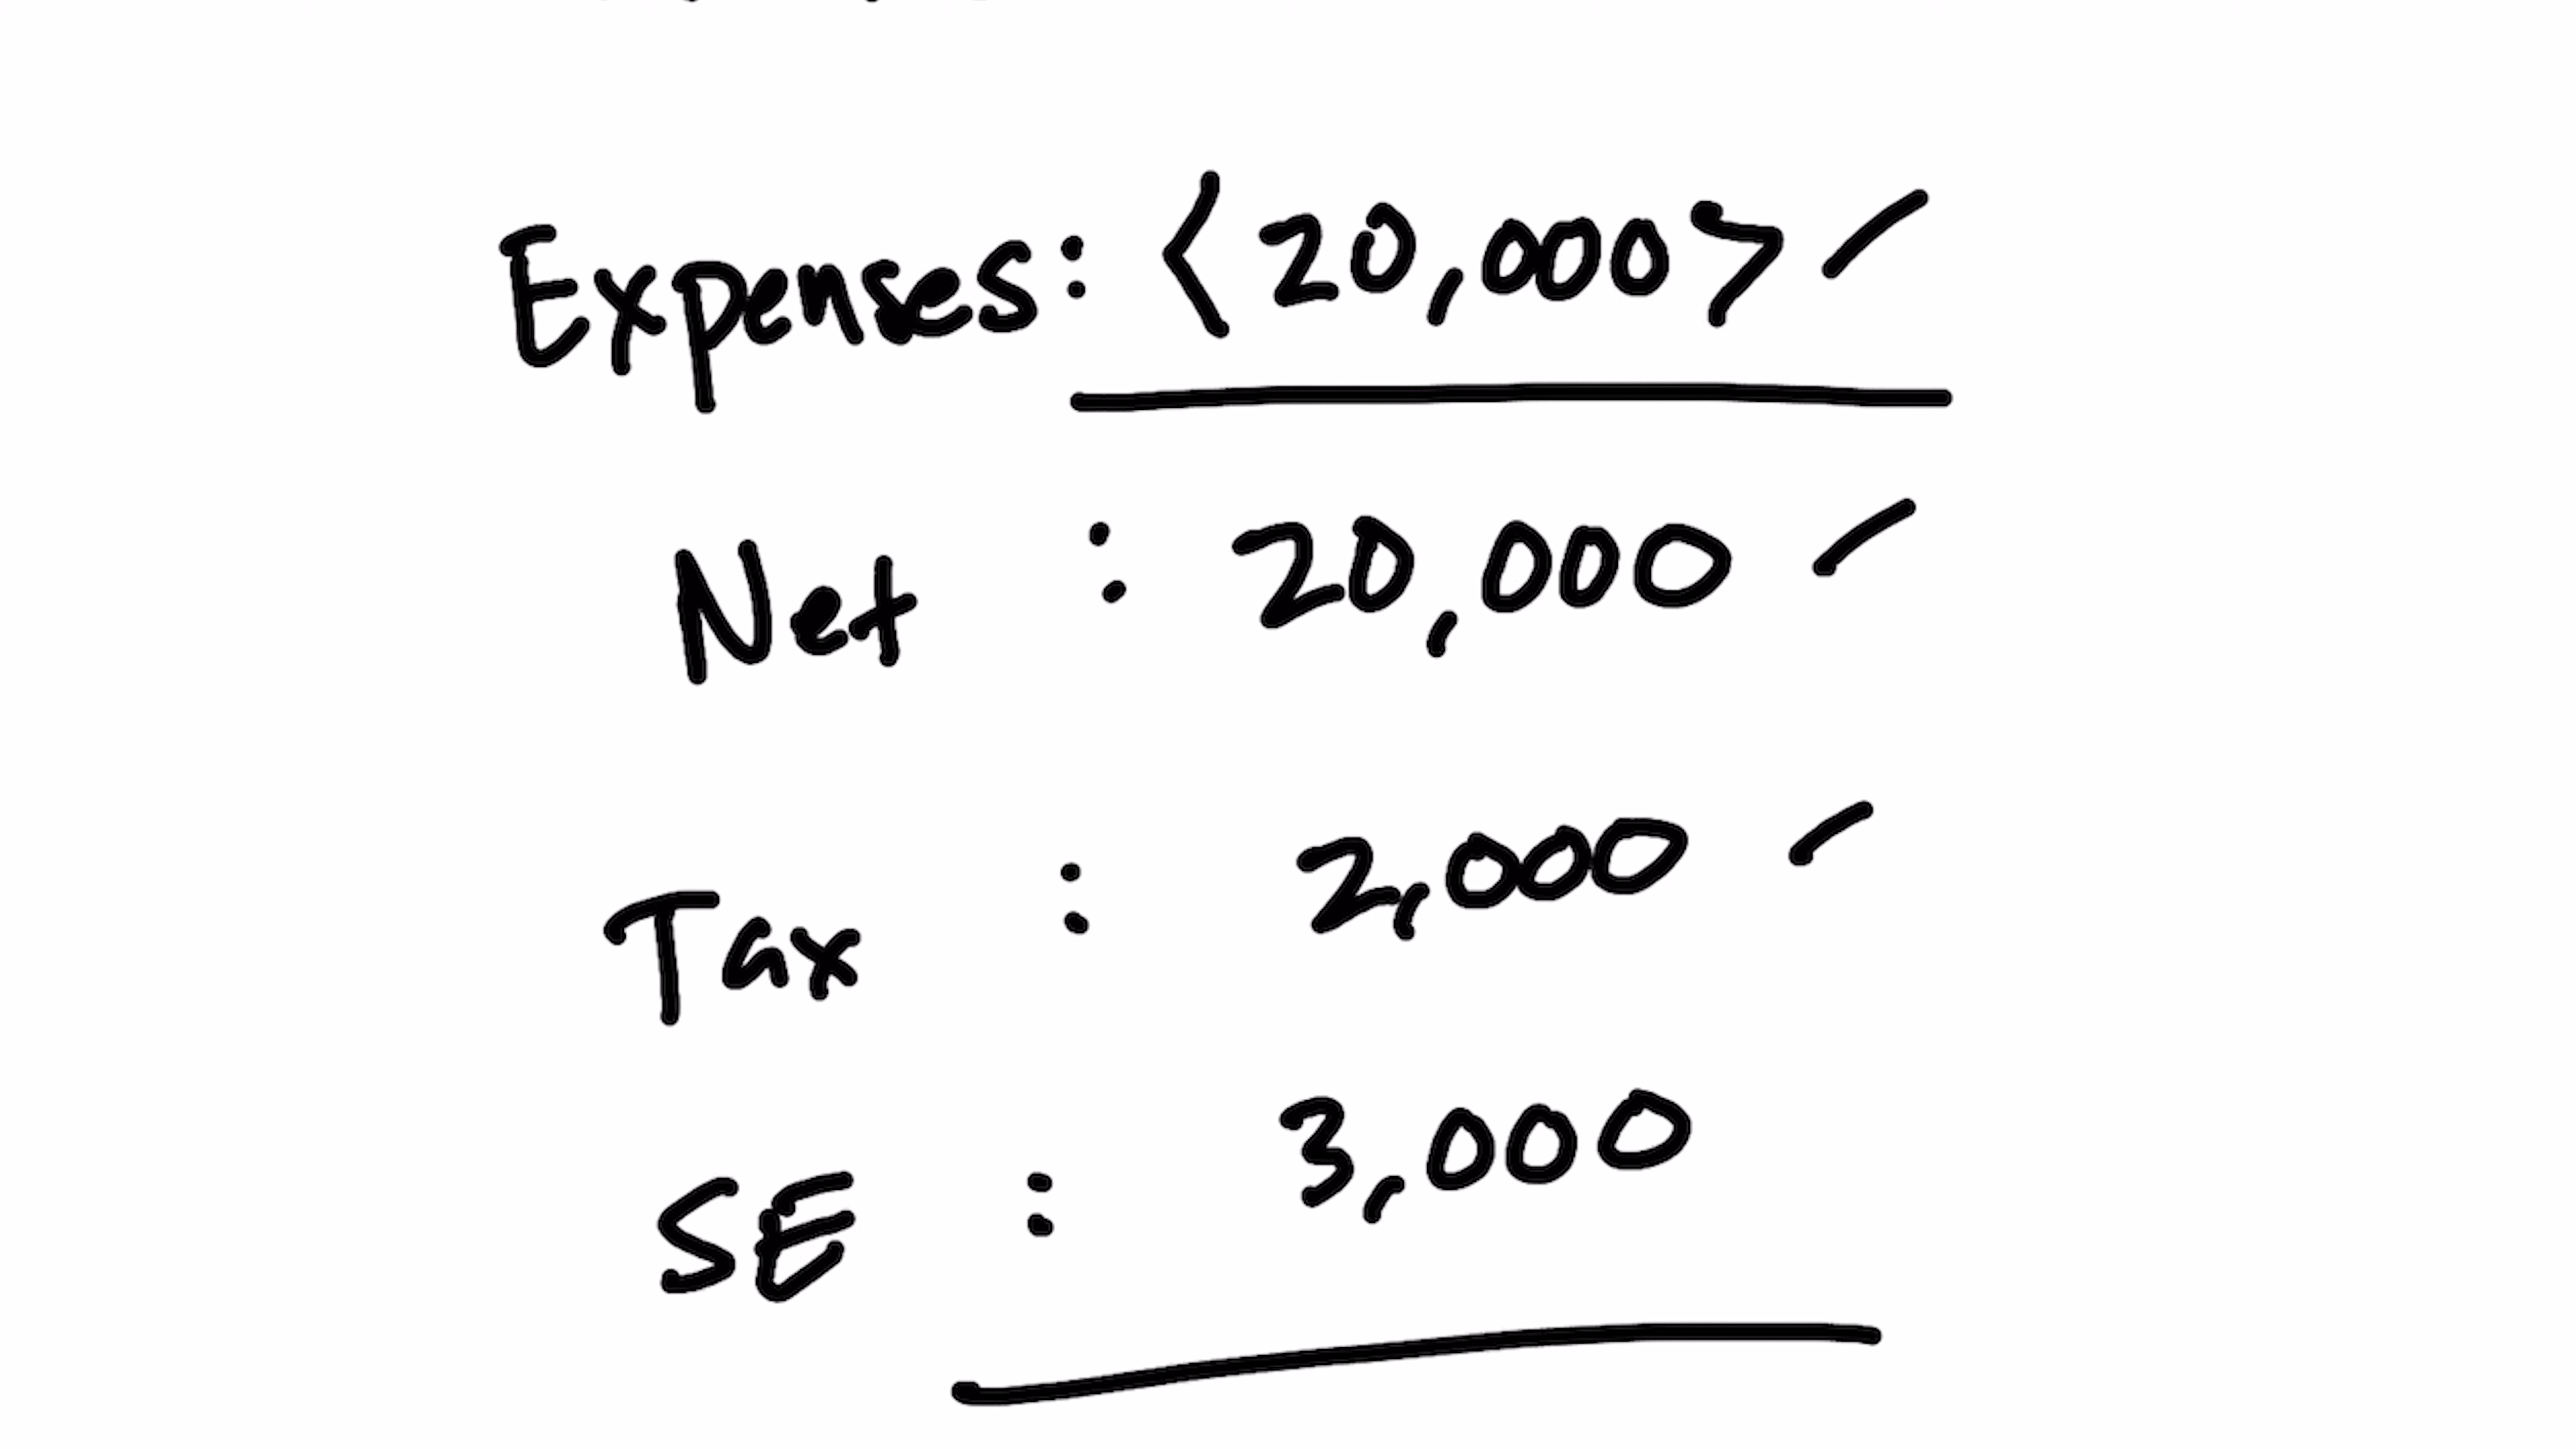 Expenses: <20,000>
Net : 20,000
Tax : 2,000
SE : 3,000